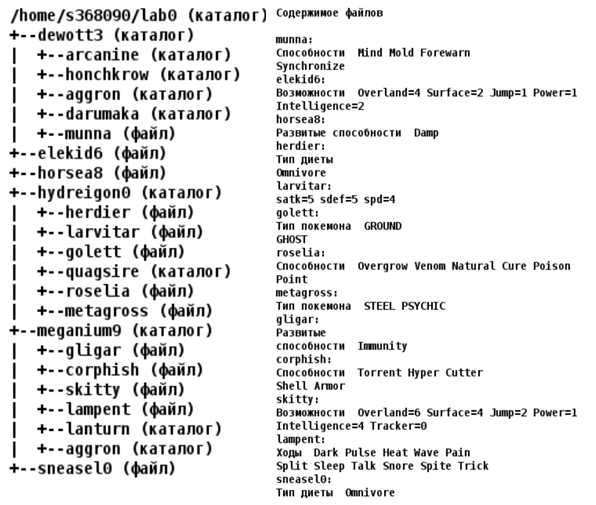 /home/s368090/lab0 (каталог)
+--dewott3 (каталог)
|  +--arcanine (каталог)
|  +--honchkrow (каталог)
|  +--aggron (каталог)
|  +--darumaka (каталог)
|  +--munna (файл)
+--elekid6 (файл)
+--horsea8 (файл)
+--hydreigon0 (каталог)
|  +--herdier (файл)
|  +--larvitar (файл)
|  +--golett (файл)
|  +--quagsire (каталог)
|  +--roselia (файл)
|  +--metagross (файл)
+--meganium9 (каталог)
|  +--gligar (файл)
|  +--corphish (файл)
|  +--skitty (файл)
|  +--lampent (файл)
|  +--lanturn (каталог)
|  +--aggron (каталог)
+--sneasel0 (файл)
Содержимое файлов
munna:
Способности  Mind Mold Forewarn
Synchronize
elekid6:
Возможности  Overland=4 Surface=2 Jump=1 Power=1
Intelligence=2
horsea8:
Развитые способности  Damp
herdier:
Тип диеты
Omnivore
larvitar:
satk=5 sdef=5 spd=4
golett:
Тип покемона  GROUND
GHOST
roselia:
Способности  Overgrow Venom Natural Cure Poison
Point
metagross:
Тип покемона  STEEL PSYCHIC
gligar:
Развитые
способности  Immunity
corphish:
Способности  Torrent Hyper Cutter
Shell Armor
skitty:
Возможности  Overland=6 Surface=4 Jump=2 Power=1
Intelligence=4 Tracker=0
lampent:
Ходы  Dark Pulse Heat Wave Pain
Split Sleep Talk Snore Spite Trick
sneasel0:
Тип диеты  Omnivore